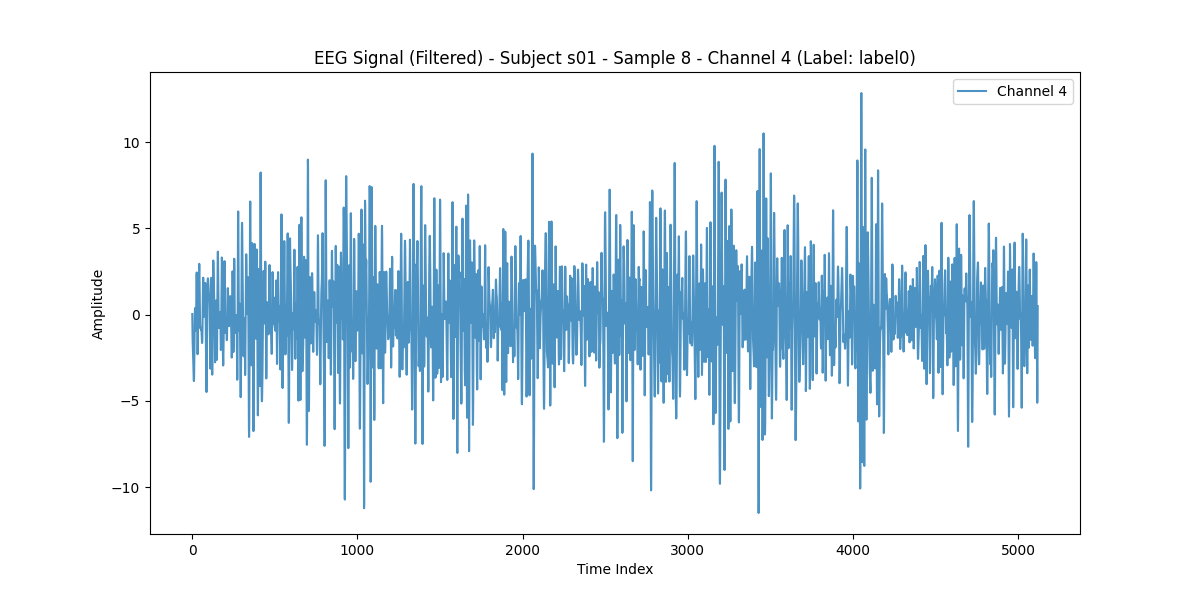 EEG Signal (Filtered) - Subject s01 - Sample 8 - Channel 4 (Label: label0)
Channel 4
Amplitude
10
5
0
−5
−10
0 1000 2000 3000 4000 5000
Time Index